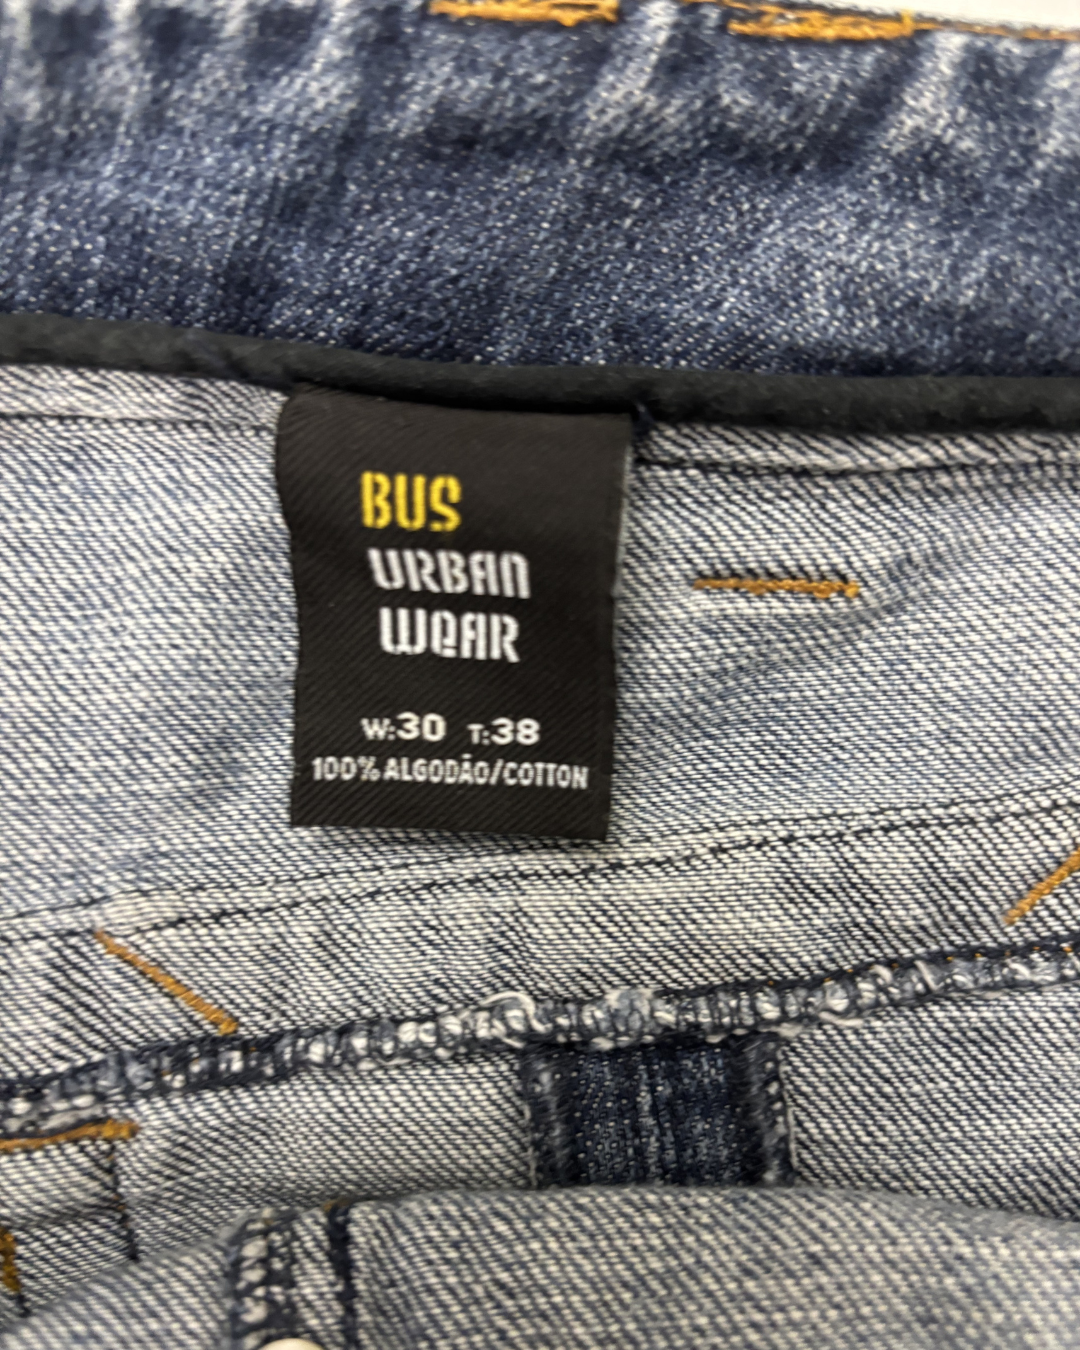 BUS
URBAN
WEAR
W:30 T:38
100% ALGODÃO/COTTON